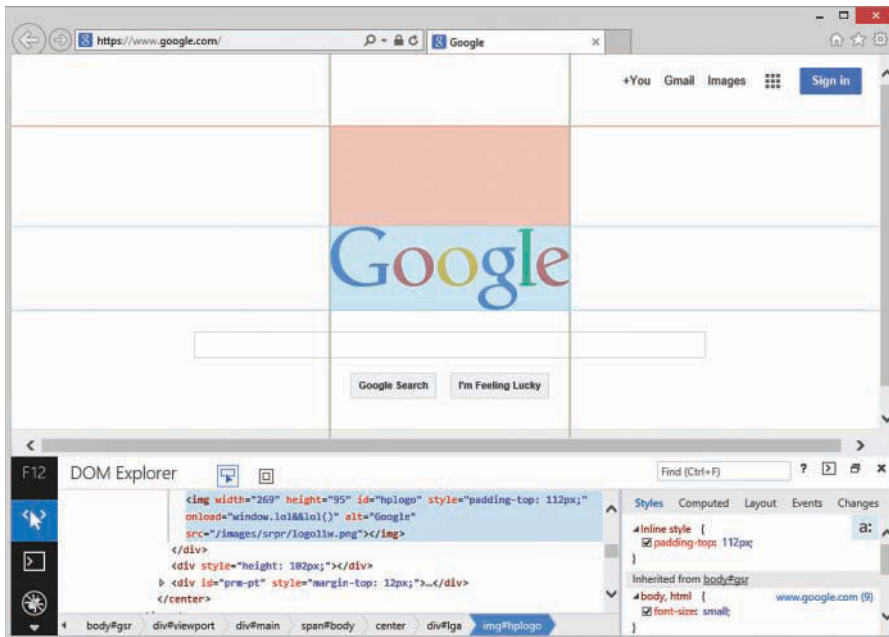 https://www.google.com/
Google
+You Gmail Images Sign in
Google
Google Search I'm Feeling Lucky
F12 DOM Explorer Find (Ctrl+F) ?
<img width="269" height="95" id="hplogo" style="padding-top: 112px;"
onload="window.lol&&lol()" alt="Google"
src="/images/srpr/logo11w.png"></img>
</div>
<div style="height: 102px;"></div>
<div id="prm-pt" style="margin-top: 12px;">…</div>
</center>
body#gsr div#viewport div#main span#body center div#lga img#hplogo
Styles Computed Layout Events Changes
Inline style {
padding-top: 112px;
}
a:
Inherited from body#gsr
body, html { www.google.com (9)
font-size: small;
}